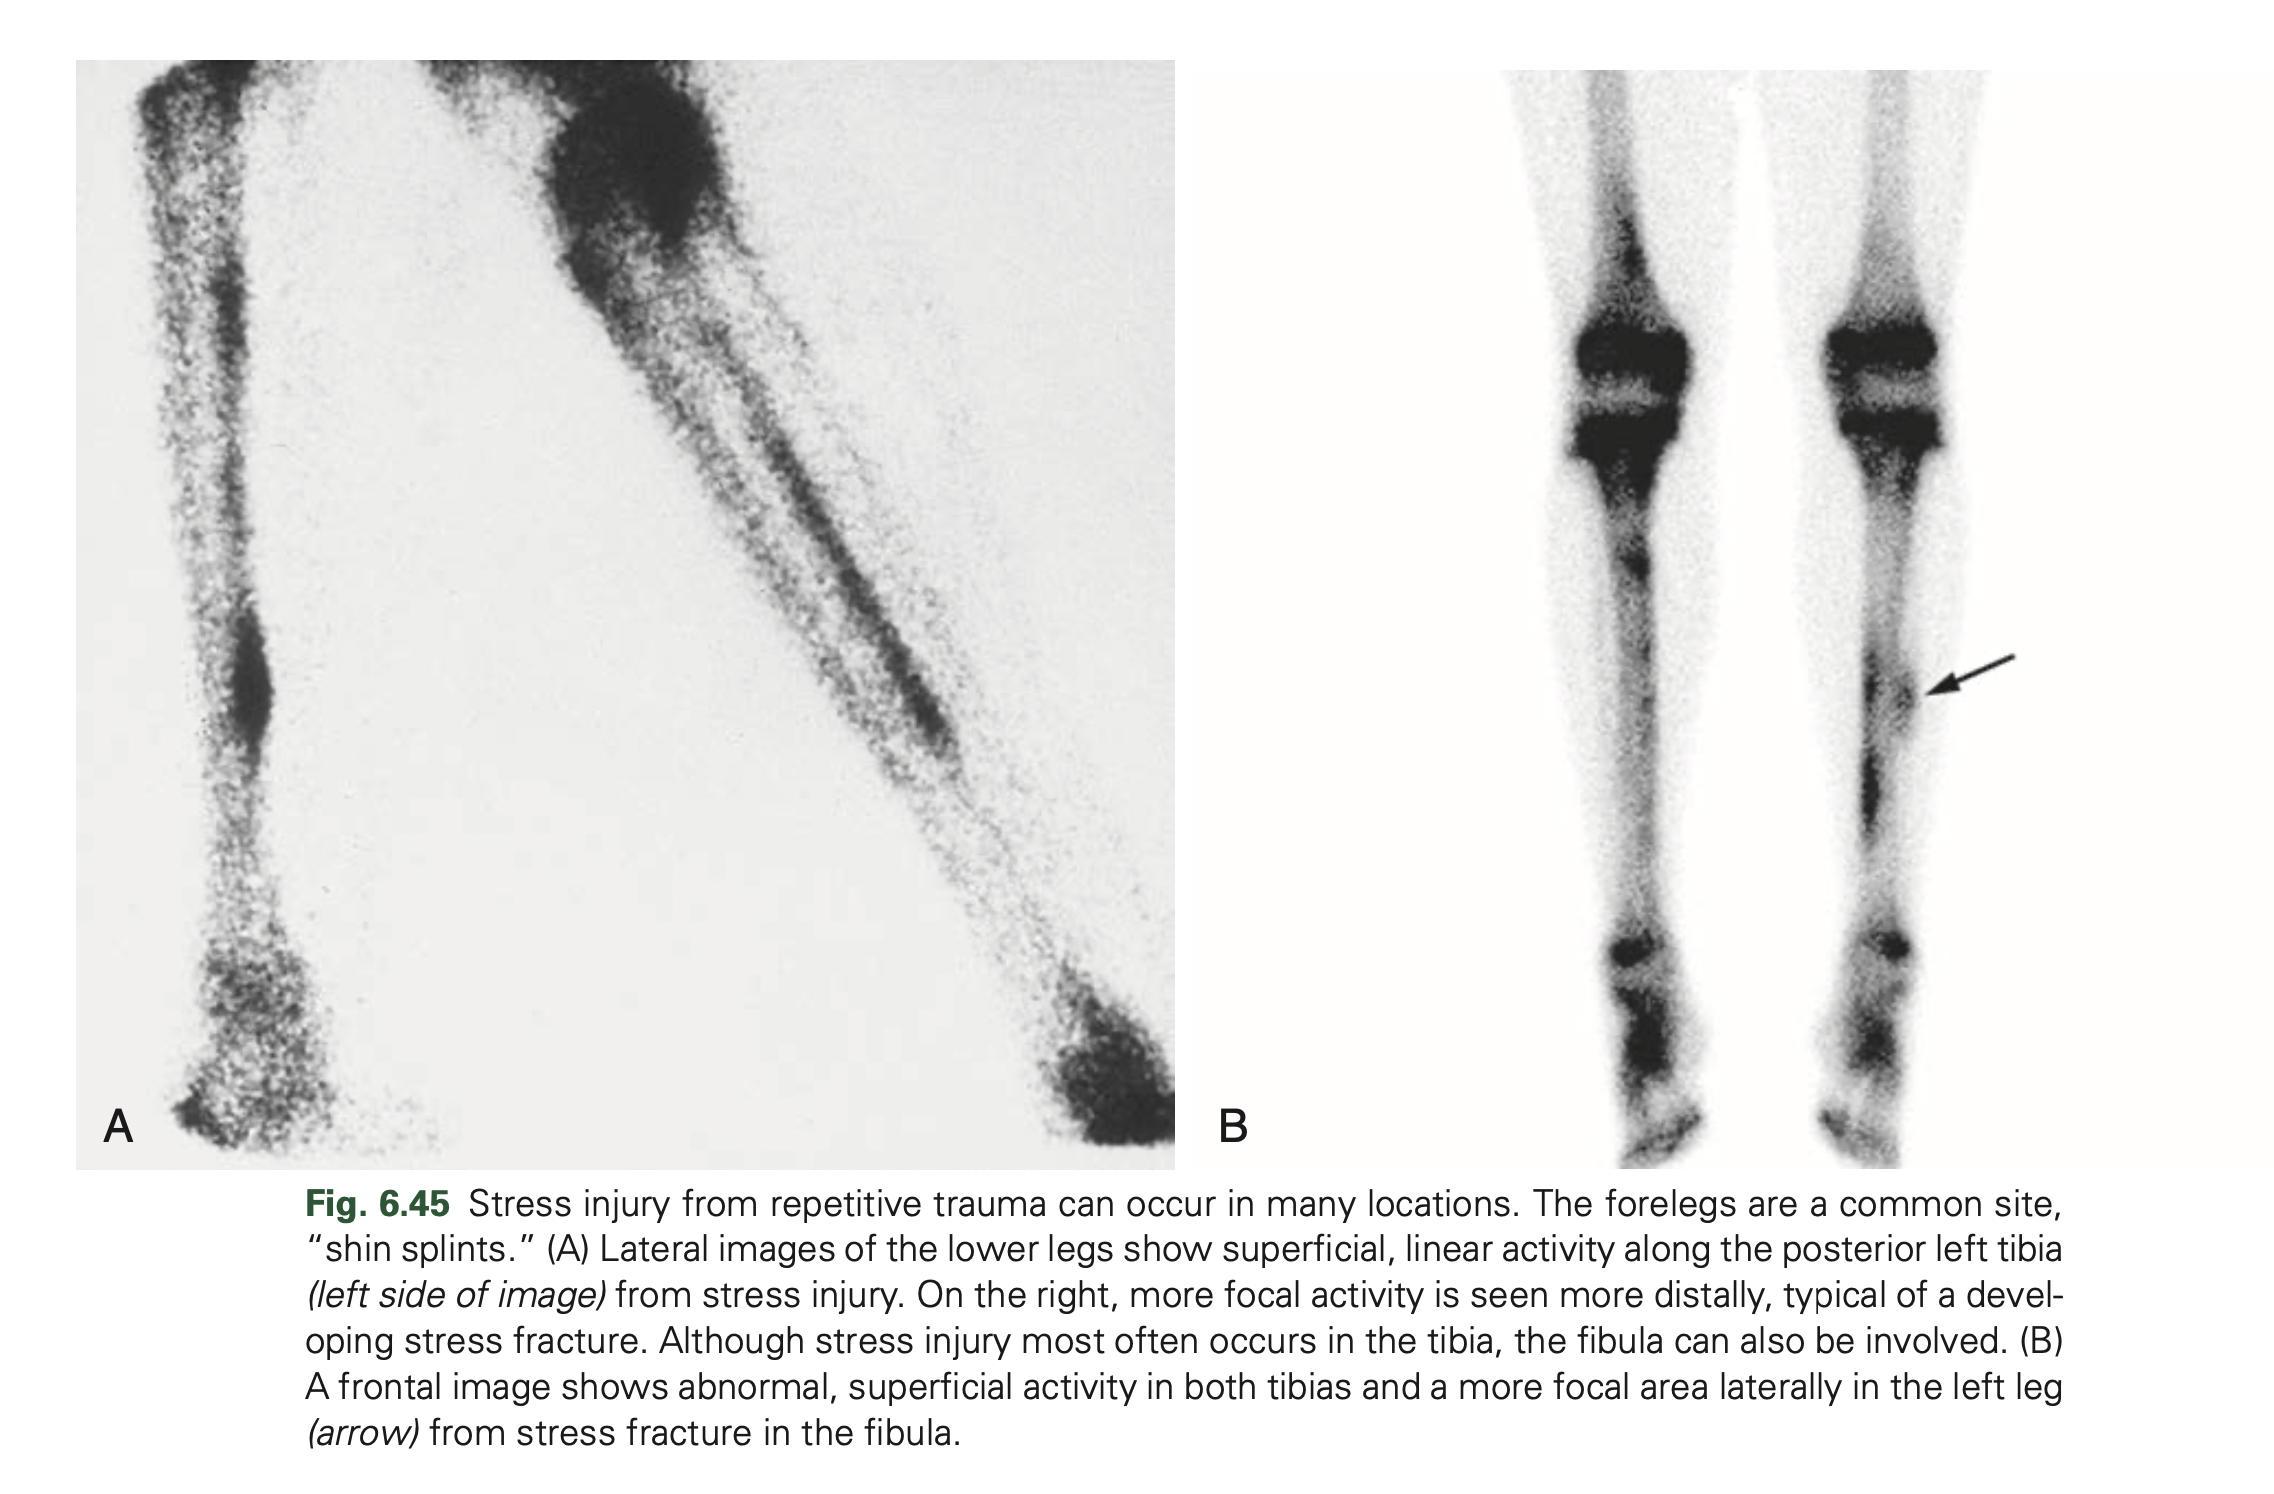 A
B
Fig. 6.45 Stress injury from repetitive trauma can occur in many locations. The forelegs are a common site,
“shin splints.” (A) Lateral images of the lower legs show superficial, linear activity along the posterior left tibia
(left side of image) from stress injury. On the right, more focal activity is seen more distally, typical of a devel-
oping stress fracture. Although stress injury most often occurs in the tibia, the fibula can also be involved. (B)
A frontal image shows abnormal, superficial activity in both tibias and a more focal area laterally in the left leg
(arrow) from stress fracture in the fibula.